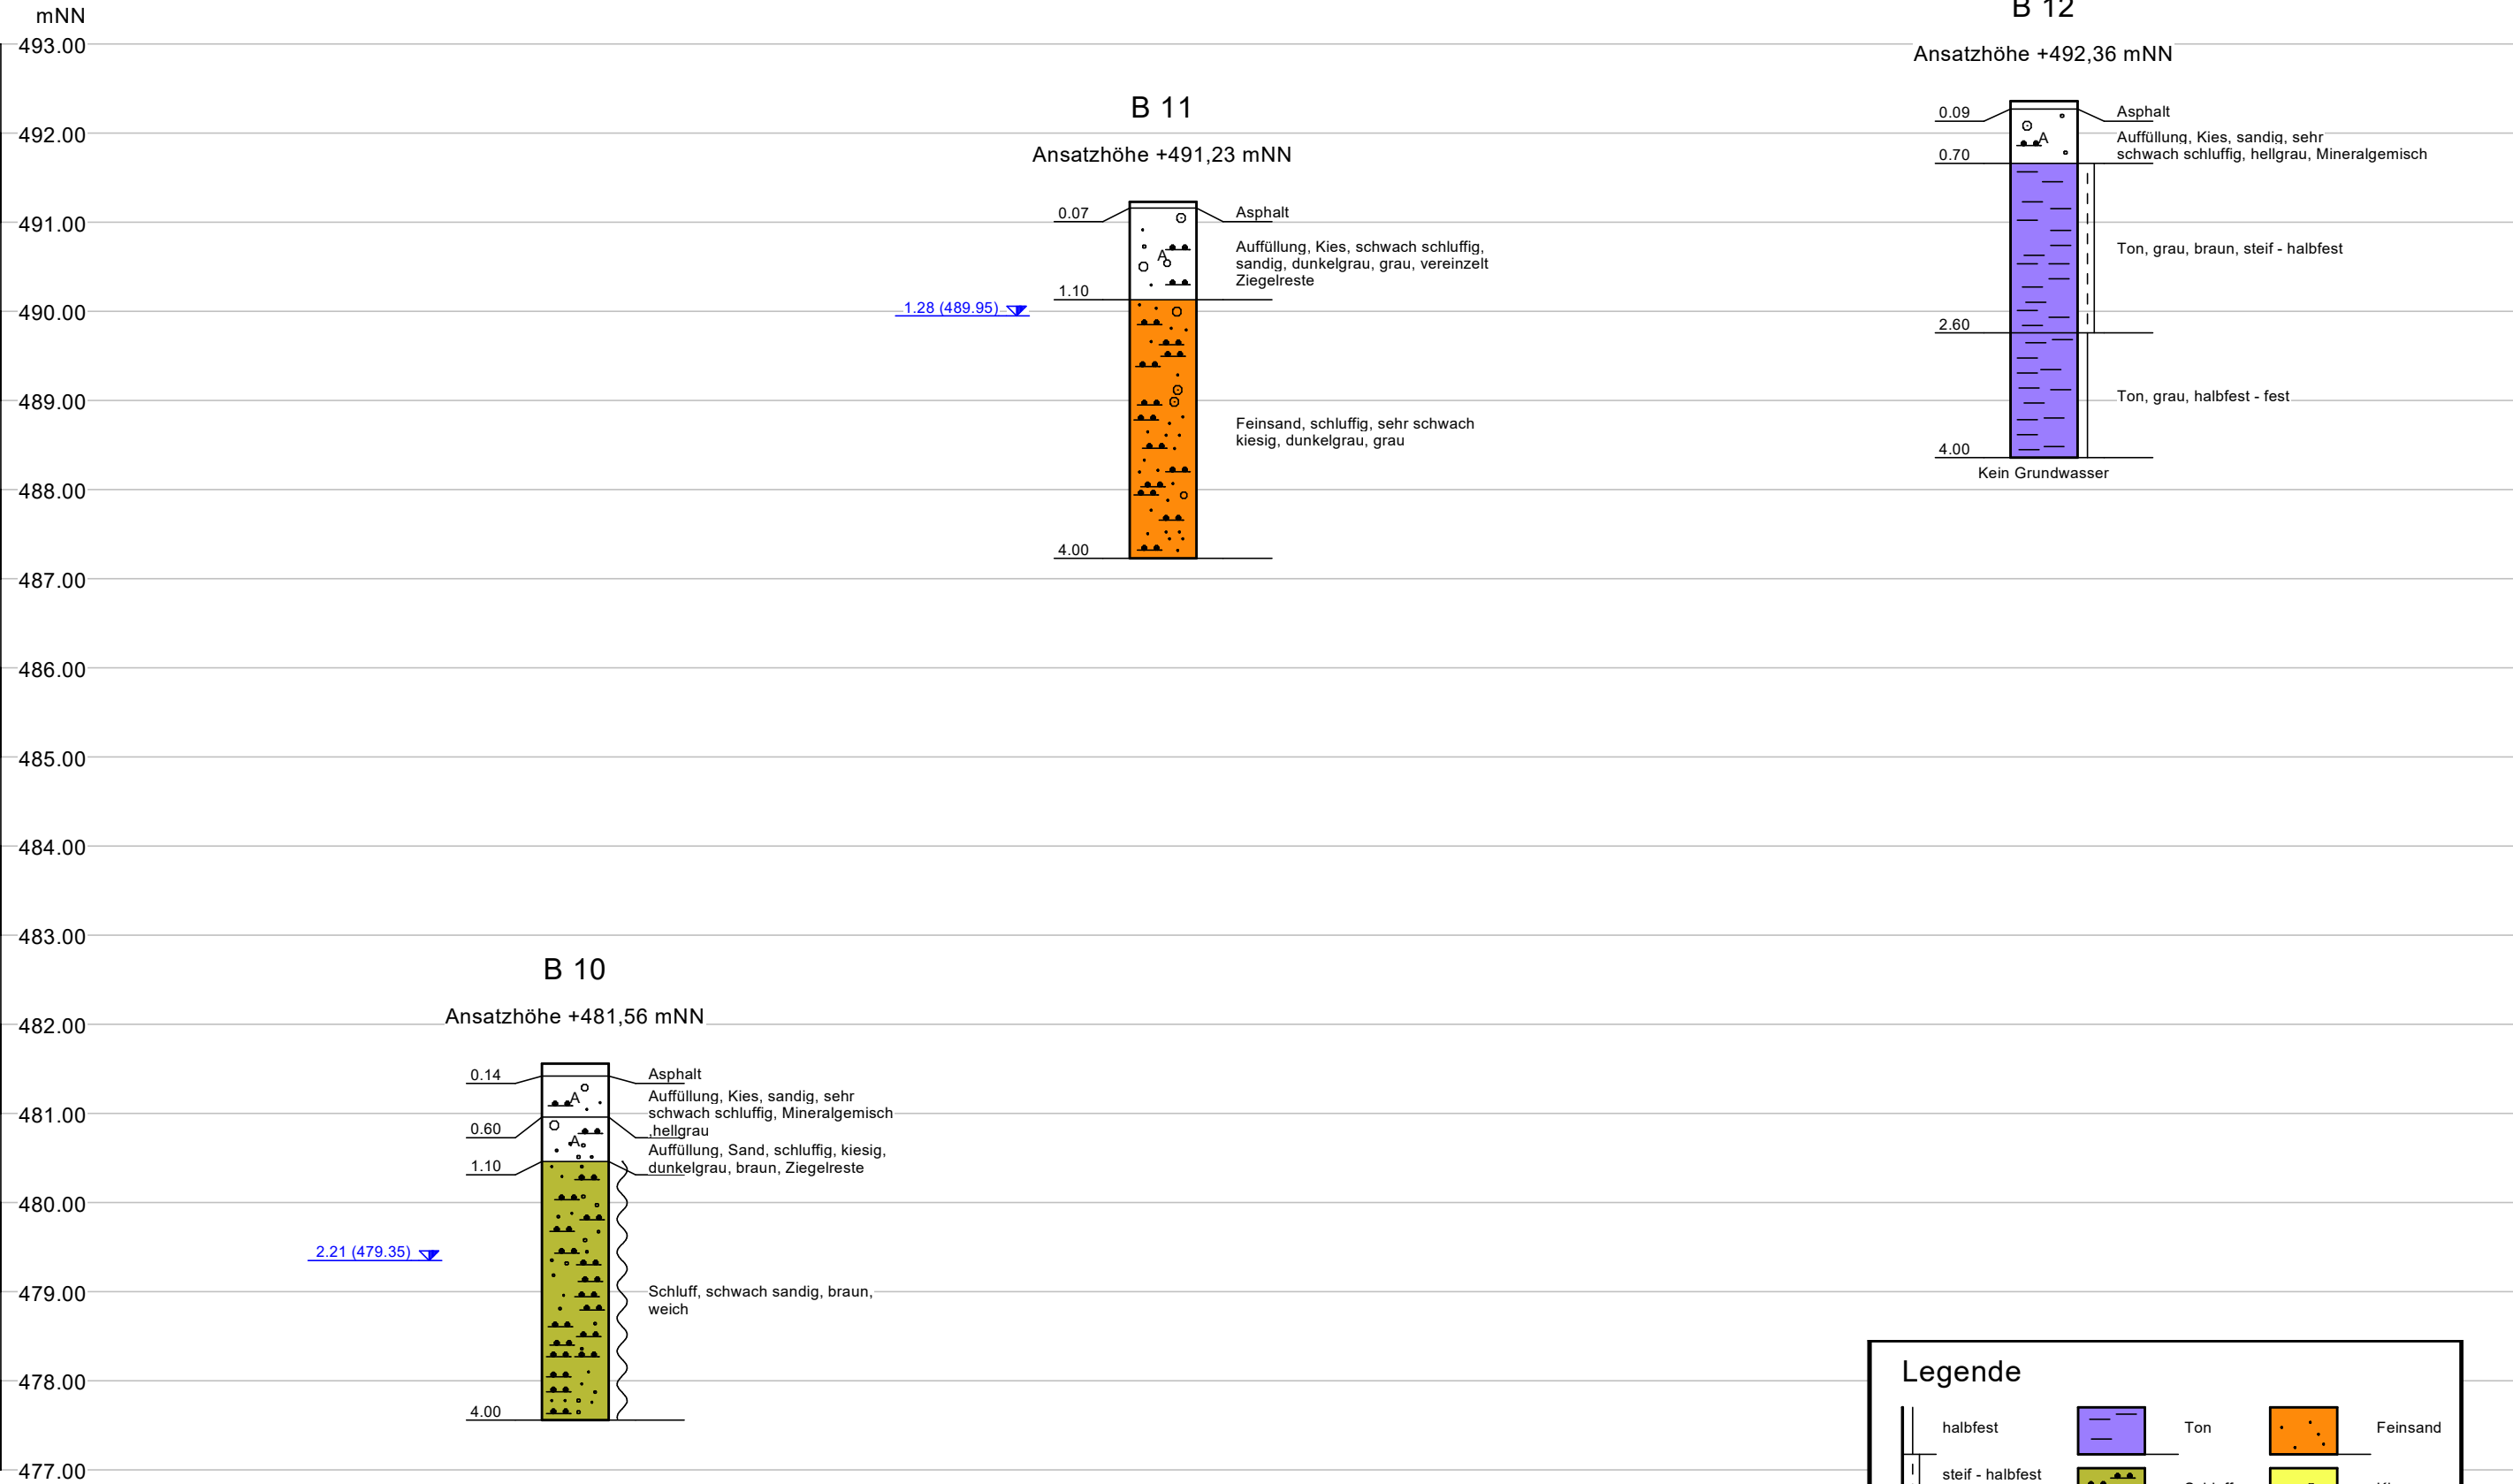 mNN
493.00
492.00
491.00
490.00
489.00
488.00
487.00
486.00
485.00
484.00
483.00
482.00
481.00
480.00
479.00
478.00
477.00
B 12
Ansatzhöhe +492,36 mNN
0.09
Asphalt
A
Auffüllung, Kies, sandig, sehr
schwach schluffig, hellgrau, Mineralgemisch
0.70
Ton, grau, braun, steif - halbfest
2.60
Ton, grau, halbfest - fest
4.00
Kein Grundwasser
B 11
Ansatzhöhe +491,23 mNN
0.07
Asphalt
A
Auffüllung, Kies, schwach schluffig,
sandig, dunkelgrau, grau, vereinzelt
Ziegelreste
1.10
1.28 (489.95)
Feinsand, schluffig, sehr schwach
kiesig, dunkelgrau, grau
4.00
B 10
Ansatzhöhe +481,56 mNN
0.14
Asphalt
A
Auffüllung, Kies, sandig, sehr
schwach schluffig, Mineralgemisch
,hellgrau
0.60
A
Auffüllung, Sand, schluffig, kiesig,
dunkelgrau, braun, Ziegelreste
1.10
2.21 (479.35)
Schluff, schwach sandig, braun,
weich
4.00
Legende
halbfest
Ton
Feinsand
steif - halbfest